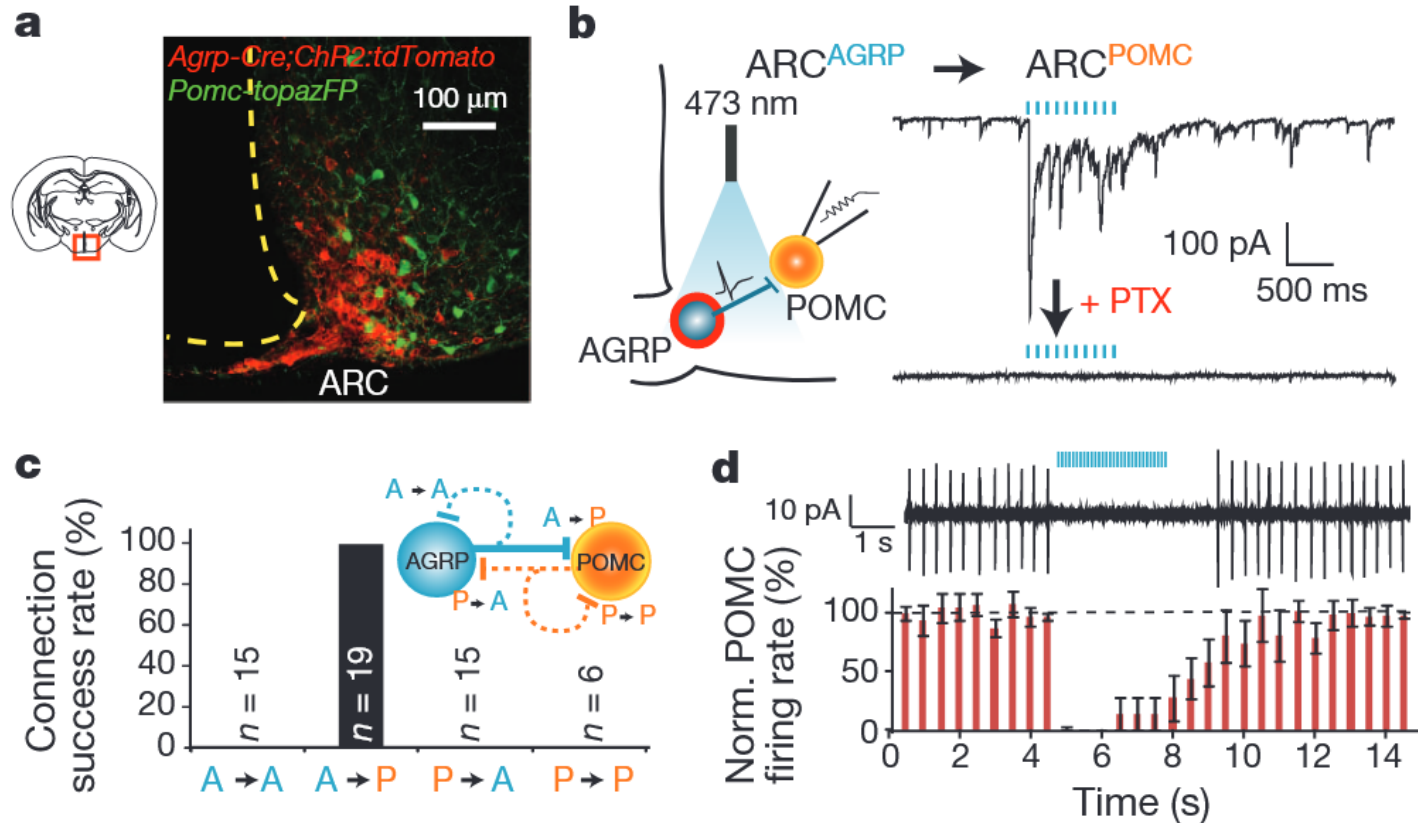 a
Agrp-Cre;ChR2:tdTomato
Pomc-topazFP
100 μm
ARC
b
ARC^AGRP → ARC^POMC
473 nm
AGRP
POMC
100 pA
500 ms
+ PTX
c
Connection
success rate (%)
100
80
60
40
20
0
n = 15
n = 19
n = 15
n = 6
A → A
A → P
P → A
P → P
AGRP
POMC
A → A
A → P
P → A
P → P
d
10 pA
1 s
Norm. POMC
firing rate (%)
100
50
0
0 2 4 6 8 10 12 14
Time (s)